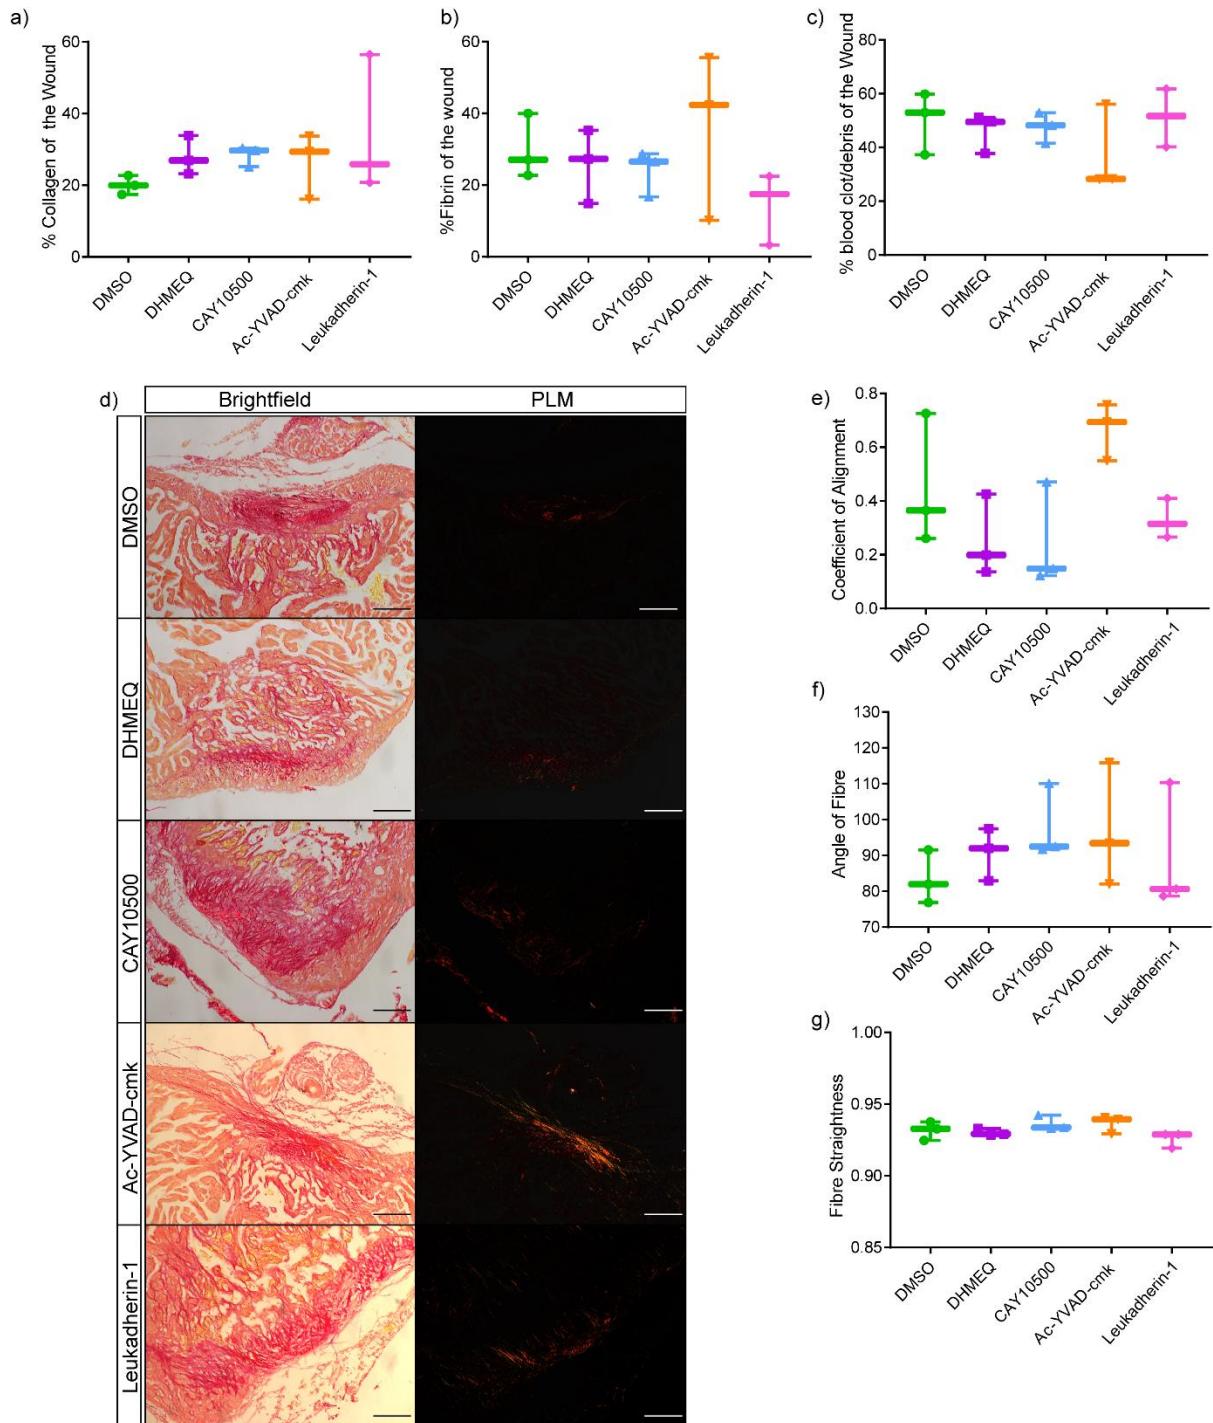 a)
% Collagen of the Wound
60
40
20
0
DMSO
DHMEQ
CAY10500
Ac-YVAD-cmk
Leukadherin-1
b)
%Fibrin of the wound
60
40
20
0
DMSO
DHMEQ
CAY10500
Ac-YVAD-cmk
Leukadherin-1
c)
% blood clot/debris of the Wound
80
60
40
20
0
DMSO
DHMEQ
CAY10500
Ac-YVAD-cmk
Leukadherin-1
d)
Brightfield
PLM
DMSO
DHMEQ
CAY10500
Ac-YVAD-cmk
Leukadherin-1
e)
Coefficient of Alignment
0.8
0.6
0.4
0.2
0.0
DMSO
DHMEQ
CAY10500
Ac-YVAD-cmk
Leukadherin-1
f)
Angle of Fibre
130
120
110
100
90
80
70
DMSO
DHMEQ
CAY10500
Ac-YVAD-cmk
Leukadherin-1
g)
Fibre Straightness
1.00
0.95
0.90
0.85
DMSO
DHMEQ
CAY10500
Ac-YVAD-cmk
Leukadherin-1